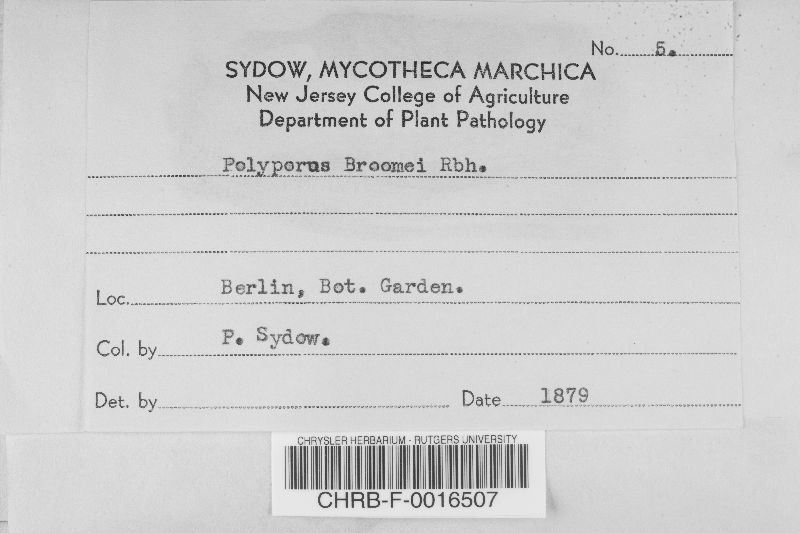 No. 5.
SYDOW, MYCOTHECA MARCHICA
New Jersey College of Agriculture
Department of Plant Pathology
Polyporus Broomei Rbh.
Loc. Berlin, Bot. Garden.
Col. by P. Sydow.
Det. by Date 1879
CHRYSLER HERBARIUM - RUTGERS UNIVERSITY
CHRB-F-0016507